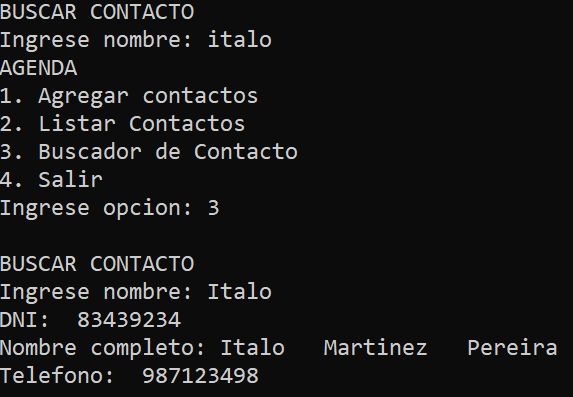 BUSCAR CONTACTO
Ingrese nombre: italo
AGENDA
1. Agregar contactos
2. Listar Contactos
3. Buscador de Contacto
4. Salir
Ingrese opcion: 3

BUSCAR CONTACTO
Ingrese nombre: Italo
DNI:  83439234
Nombre completo: Italo   Martinez   Pereira
Telefono:  987123498